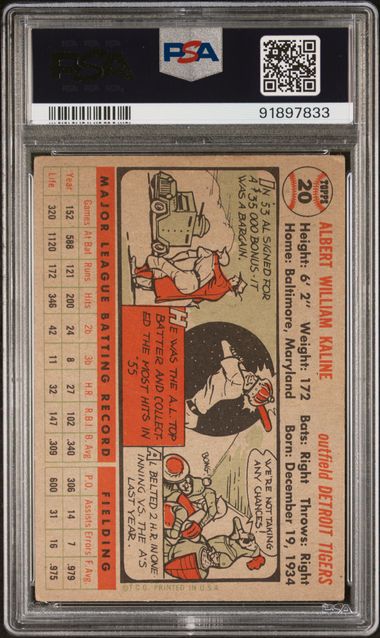 PSA
PSA
91897833
TOPPS
20
ALBERT WILLIAM KALINE outfield DETROIT TIGERS
Height: 6' 2" Weight: 172 Bats: Right Throws: Right
Home: Baltimore, Maryland Born: December 19, 1934
IN '53 AL SIGNED FOR
A $35,000 BONUS-IT
WAS A BARGAIN.
HE WAS THE A.L. TOP
BATTER AND COLLECT-
ED THE MOST HITS IN
'55
WE'RE NOT TAKING
ANY CHANCES!
BONG!
AL BELTED 2 H.R. IN ONE
INNING VS. THE A'S
LAST YEAR.
MAJOR LEAGUE BATTING RECORD FIELDING
Games At Bat Runs Hits 2b 3b H.R. R.B.I. B. Avg. P.O. Assists Errors F. Avg.
Year 152 588 121 200 24 8 27 102 .340 306 14 7 .979
Life 320 1120 172 346 42 11 32 147 .309 600 31 16 .975
©T.C.G. PRINTED IN U.S.A.